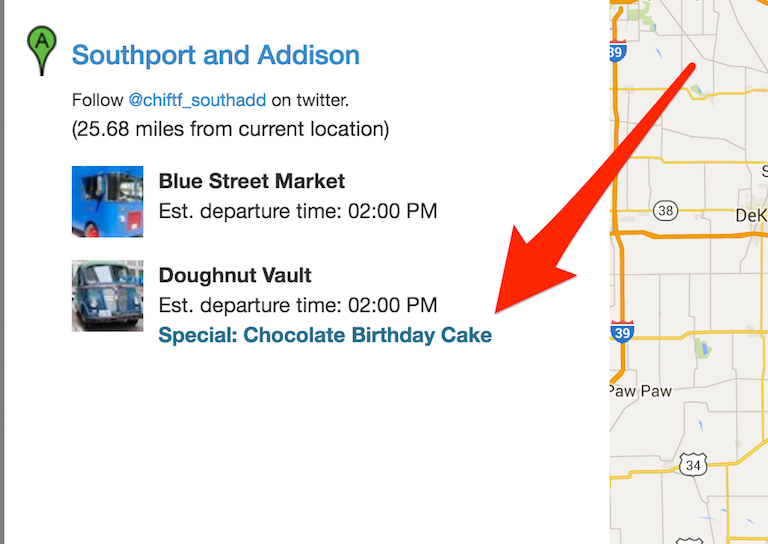 A
Southport and Addison
Follow @chiftf_southadd on twitter.
(25.68 miles from current location)
Blue Street Market
Est. departure time: 02:00 PM
Doughnut Vault
Est. departure time: 02:00 PM
Special: Chocolate Birthday Cake
39
38
DeK
39
Paw Paw
34